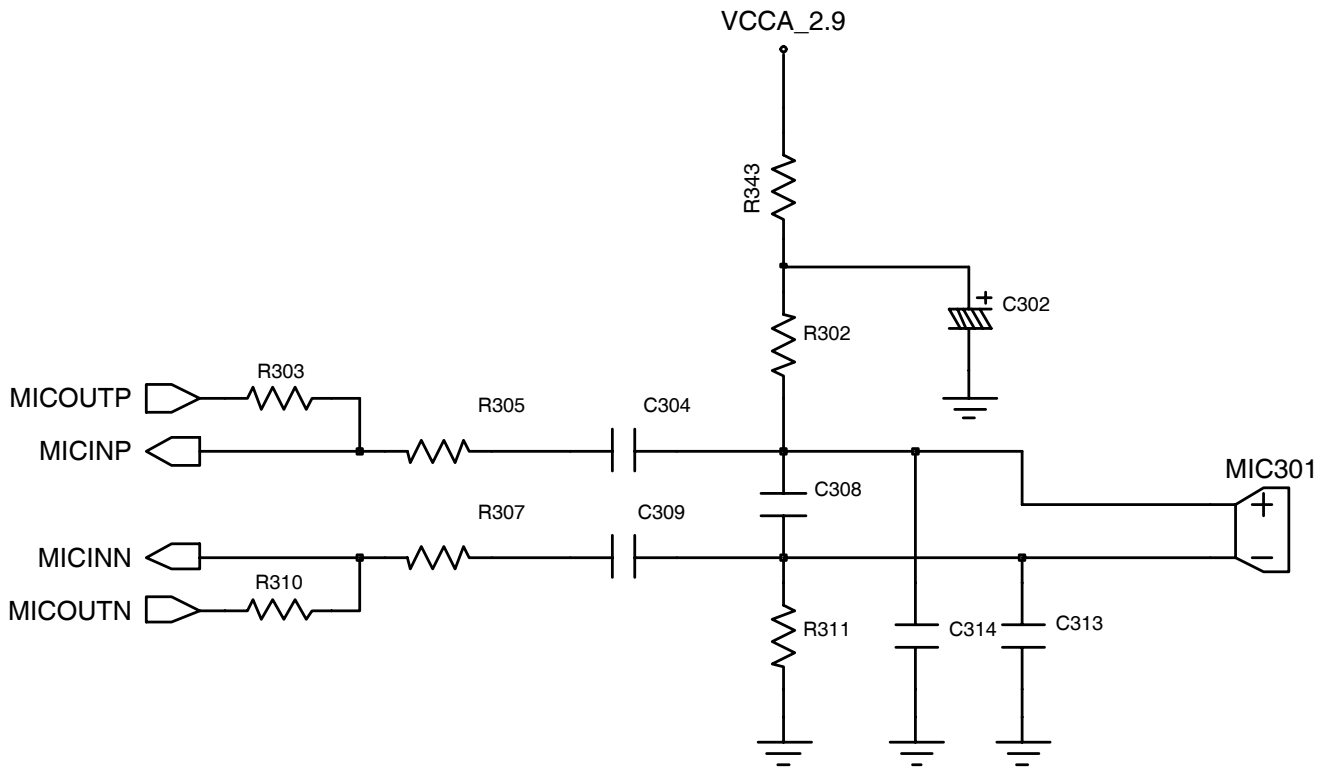 VCCA_2.9
R343
C302
+
R302
R303
MICOUTP
R305
C304
MICINP
MIC301
+
C308
R307
C309
MICINN
−
R310
MICOUTN
R311
C314
C313